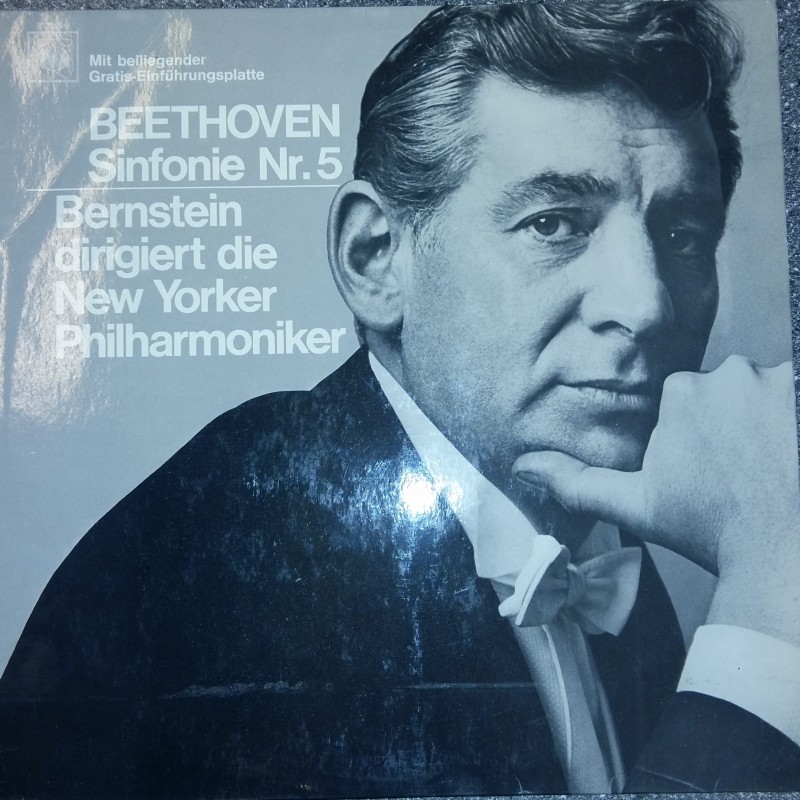 Mit beiliegender
Gratis-Einführungsplatte
BEETHOVEN
Sinfonie Nr. 5
Bernstein
dirigiert die
New Yorker
Philharmoniker